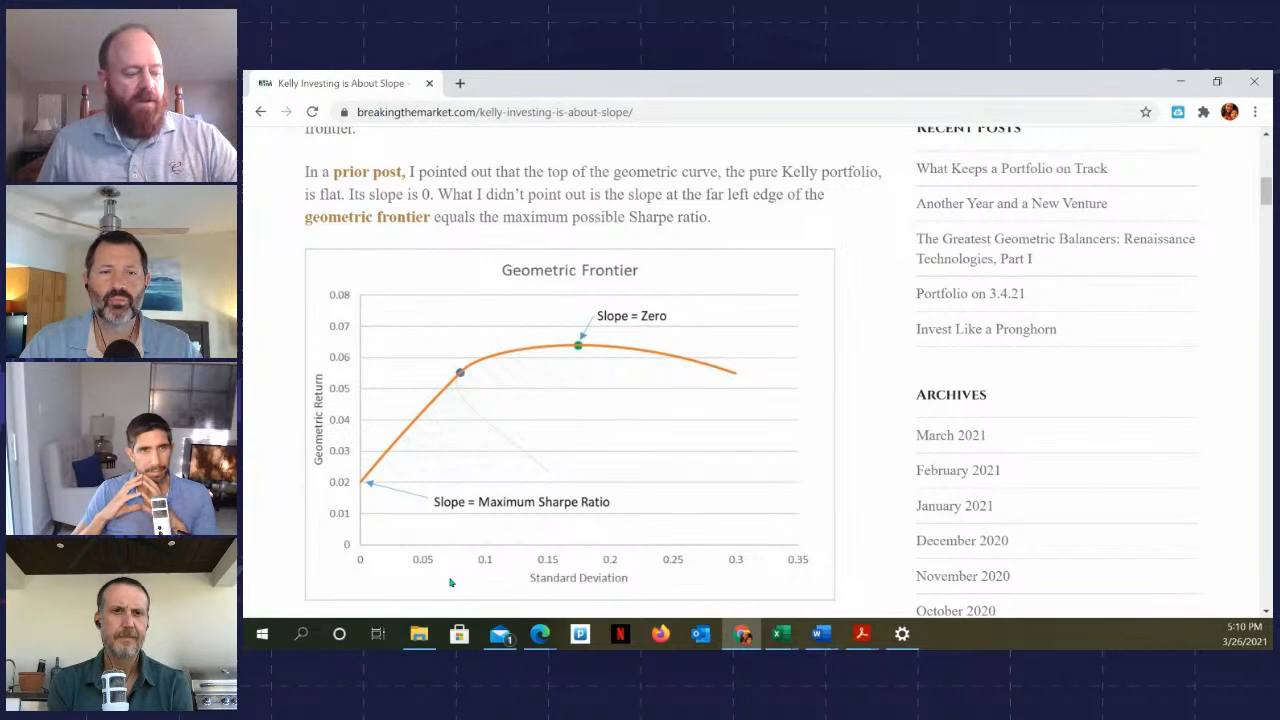 Kelly Investing is About Slope -
breakingthemarket.com/kelly-investing-is-about-slope/
frontier.
In a prior post, I pointed out that the top of the geometric curve, the pure Kelly portfolio,
is flat. Its slope is 0. What I didn't point out is the slope at the far left edge of the
geometric frontier equals the maximum possible Sharpe ratio.
Geometric Frontier
0.08
0.07
0.06
0.05
0.04
0.03
0.02
0.01
0
Geometric Return
Slope = Zero
Slope = Maximum Sharpe Ratio
0 0.05 0.1 0.15 0.2 0.25 0.3 0.35
Standard Deviation
RECENT POSTS
What Keeps a Portfolio on Track
Another Year and a New Venture
The Greatest Geometric Balancers: Renaissance
Technologies, Part I
Portfolio on 3.4.21
Invest Like a Pronghorn
ARCHIVES
March 2021
February 2021
January 2021
December 2020
November 2020
October 2020
5:10 PM
3/26/2021